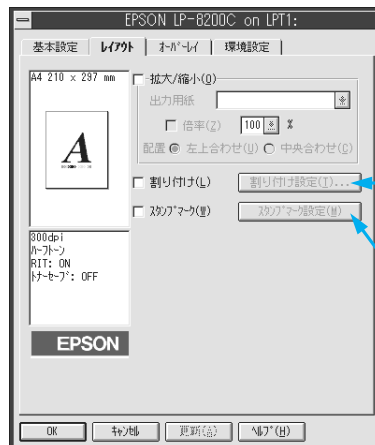 EPSON LP-8200C on LPT1:
基本設定 レイアウト オーバーレイ 環境設定
A4 210 × 297 mm
拡大/縮小(O)
出力用紙
倍率(Z) 100 %
配置 左上合わせ(U) 中央合わせ(C)
A
割り付け(L) 割り付け設定(T)...
スタンプマーク(W) スタンプマーク設定(M)
300dpi
ハーフトーン
RIT: ON
トナーセーブ: OFF
EPSON
OK キャンセル 更新(A) ヘルプ(H)